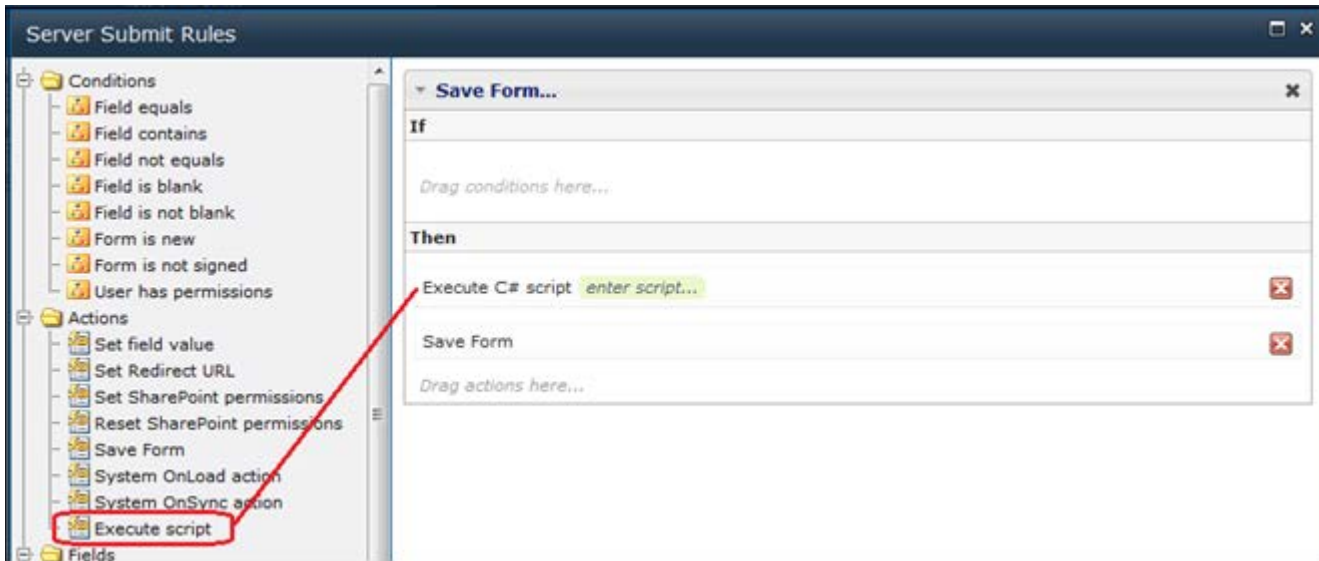 Server Submit Rules
Conditions
Field equals
Field contains
Field not equals
Field is blank
Field is not blank
Form is new
Form is not signed
User has permissions
Actions
Set field value
Set Redirect URL
Set SharePoint permissions
Reset SharePoint permissions
Save Form
System OnLoad action
System OnSync action
Execute script
Fields
Save Form...
If
Drag conditions here...
Then
Execute C# script enter script...
Save Form
Drag actions here...